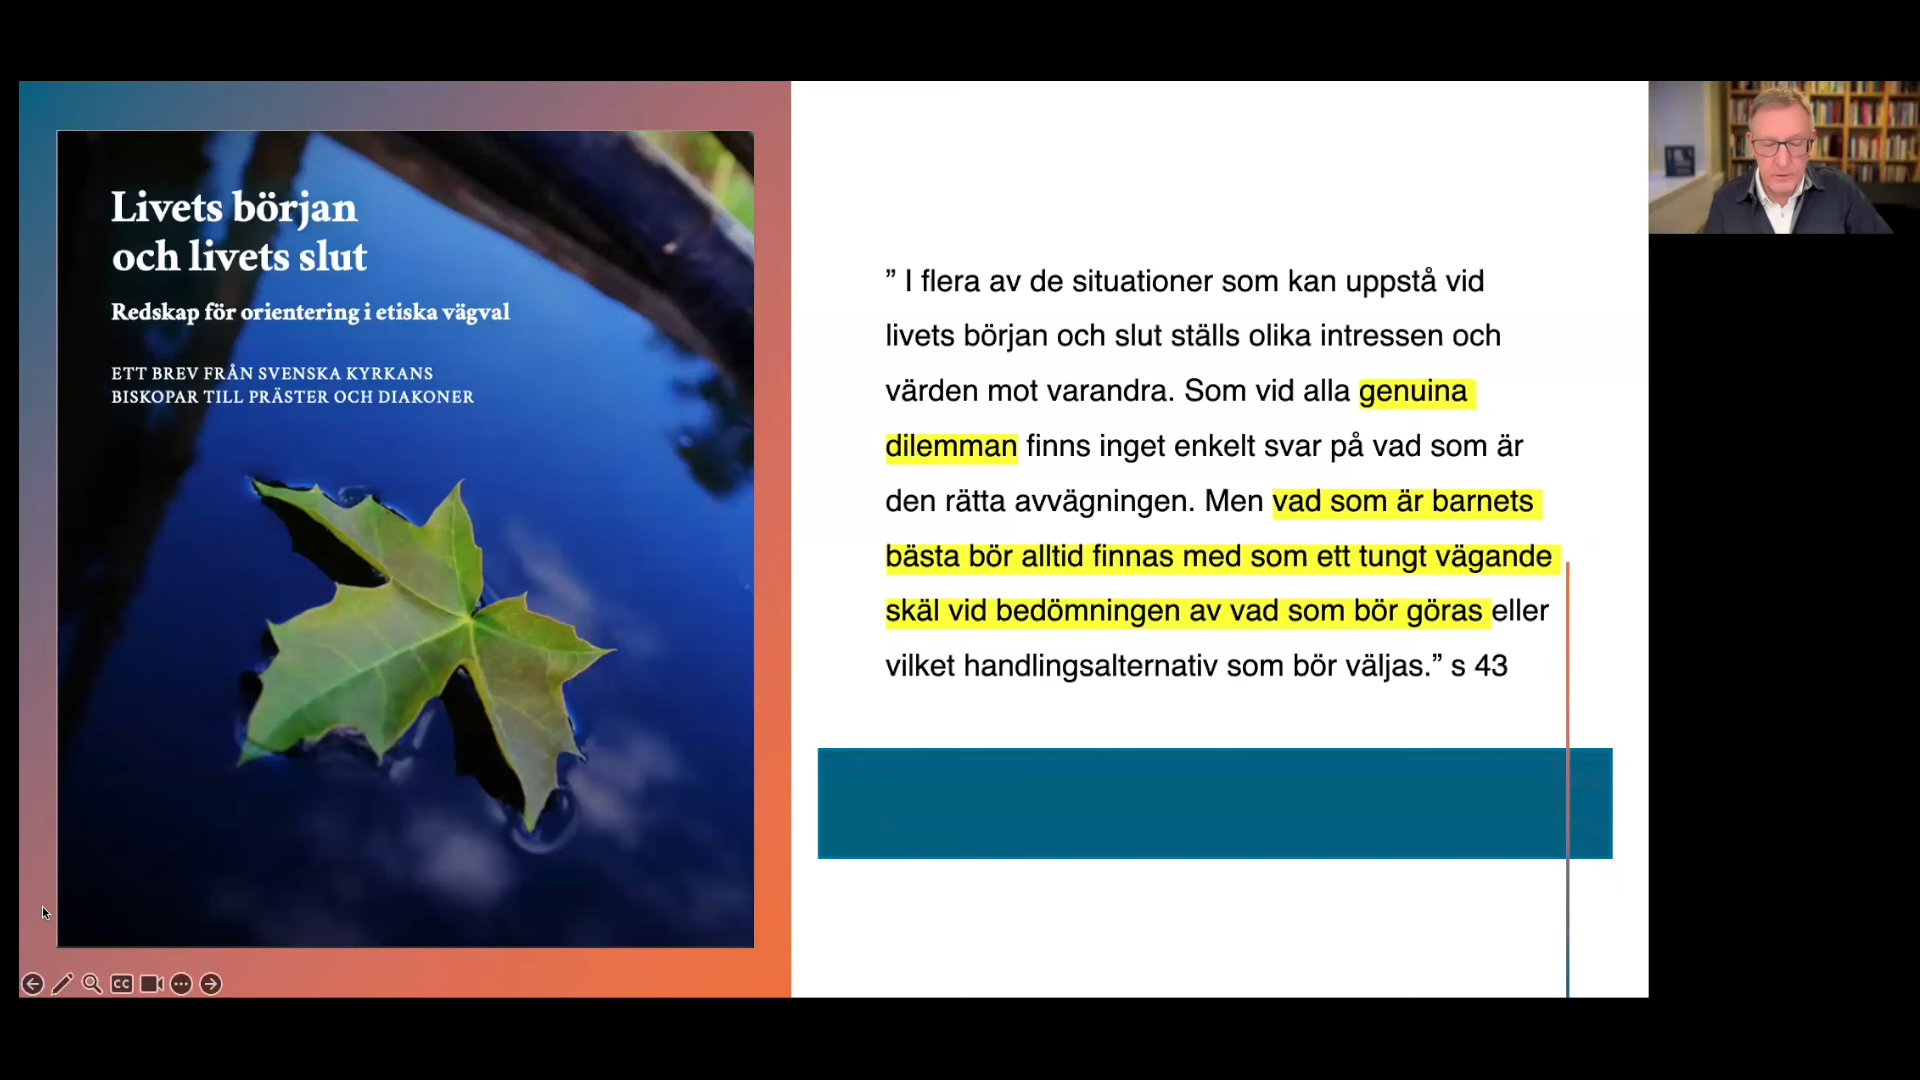 Livets början
och livets slut
Redskap för orientering i etiska vägval
ETT BREV FRÅN SVENSKA KYRKANS
BISKOPAR TILL PRÄSTER OCH DIAKONER
” I flera av de situationer som kan uppstå vid
livets början och slut ställs olika intressen och
värden mot varandra. Som vid alla genuina
dilemman finns inget enkelt svar på vad som är
den rätta avvägningen. Men vad som är barnets
bästa bör alltid finnas med som ett tungt vägande
skäl vid bedömningen av vad som bör göras eller
vilket handlingsalternativ som bör väljas.” s 43
CC